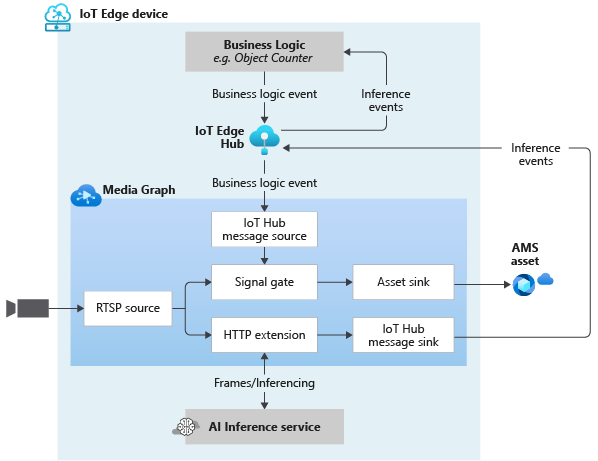 IoT Edge device
Business Logic
e.g. Object Counter
Business logic event
Inference
events
IoT Edge
Hub
Inference
events
Business logic event
Media Graph
IoT Hub
message source
AMS
asset
Signal gate
Asset sink
RTSP source
HTTP extension
IoT Hub
message sink
Frames/Inferencing
AI Inference service